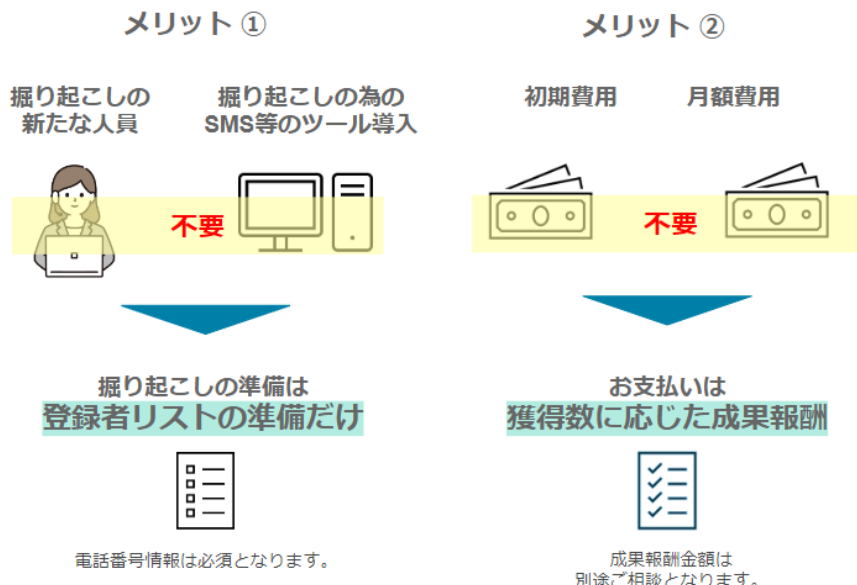 メリット ①
掘り起こしの
新たな人員
掘り起こしの為の
SMS等のツール導入
不要
掘り起こしの準備は
登録者リストの準備だけ
電話番号情報は必須となります。
メリット ②
初期費用
月額費用
不要
お支払いは
獲得数に応じた成果報酬
成果報酬金額は
別途ご相談となります。